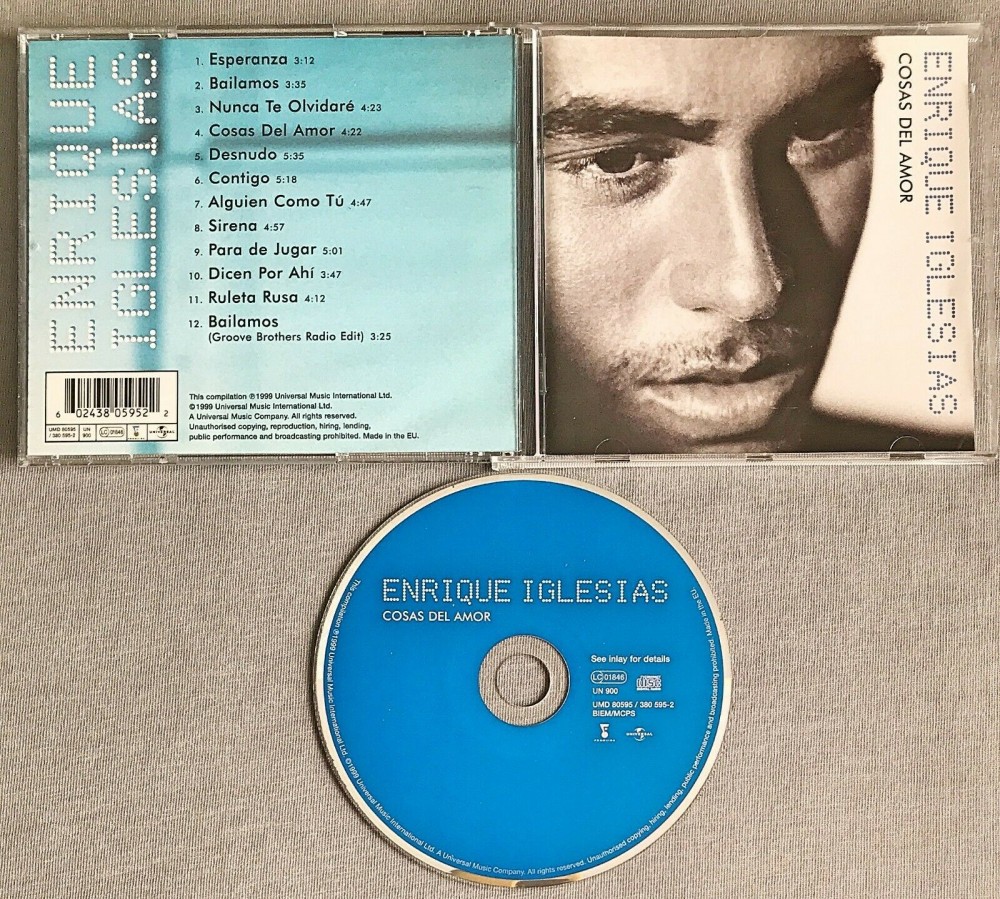 ENRIQUE
IGLESIAS
1. Esperanza 3:12
2. Bailamos 3:35
3. Nunca Te Olvidaré 4:23
4. Cosas Del Amor 4:22
5. Desnudo 5:35
6. Contigo 5:18
7. Alguien Como Tú 4:47
8. Sirena 4:57
9. Para de Jugar 5:01
10. Dicen Por Ahí 3:47
11. Ruleta Rusa 4:12
12. Bailamos
(Groove Brothers Radio Edit) 3:25
6 02438 05952 2
UMD 80595
/ 380 595-2
UN
900
LC 01846
UNIVERSAL
This compilation ℗1999 Universal Music International Ltd.
©1999 Universal Music International Ltd.
A Universal Music Company. All rights reserved.
Unauthorised copying, reproduction, hiring, lending,
public performance and broadcasting prohibited. Made in the EU.
ENRIQUE IGLESIAS
COSAS DEL AMOR
ENRIQUE IGLESIAS
COSAS DEL AMOR
See inlay for details
LC 01846
DIGITAL AUDIO
UN 900
UMD 80595 / 380 595-2
BIEM/MCPS
UNIVERSAL
This compilation ℗1999 Universal Music International Ltd. ©1999 Universal Music International Ltd. A Universal Music Company. All rights reserved. Unauthorised copying, hiring, lending, public performance and broadcasting prohibited. Made in the EU.